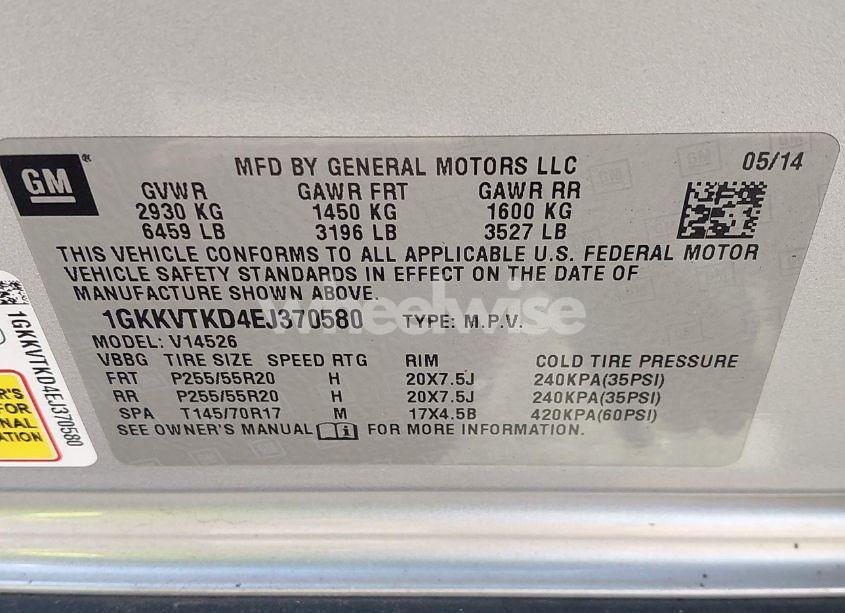 GM
MFD BY GENERAL MOTORS LLC 05/14
GVWR GAWR FRT GAWR RR
2930 KG 1450 KG 1600 KG
6459 LB 3196 LB 3527 LB
THIS VEHICLE CONFORMS TO ALL APPLICABLE U.S. FEDERAL MOTOR
VEHICLE SAFETY STANDARDS IN EFFECT ON THE DATE OF
MANUFACTURE SHOWN ABOVE.
1GKKVTKD4EJ370580 TYPE: M.P.V.
MODEL: V14526
VBBG TIRE SIZE SPEED RTG RIM COLD TIRE PRESSURE
FRT P255/55R20 H 20X7.5J 240KPA(35PSI)
RR P255/55R20 H 20X7.5J 240KPA(35PSI)
SPA T145/70R17 M 17X4.5B 420KPA(60PSI)
SEE OWNER'S MANUAL FOR MORE INFORMATION.
1GKKVTKD4EJ370580
wheelwise